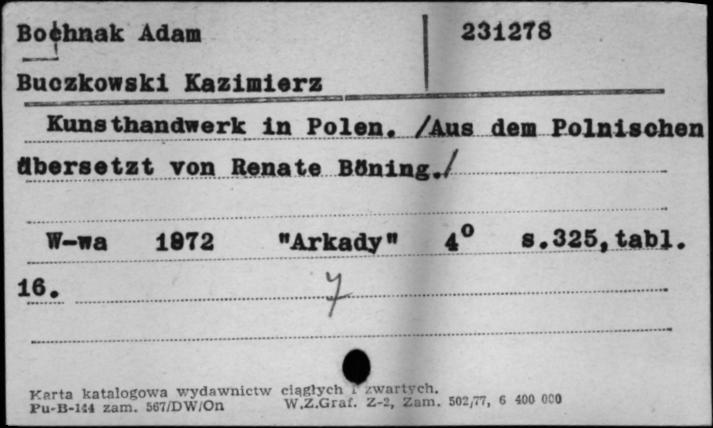 Bochnak Adam 231278
Buczkowski Kazimierz
Kunsthandwerk in Polen. /Aus dem Polnischen
übersetzt von Renate Böning./
W-wa 1972 "Arkady" 4° s.325, tabl.
16.
7
Karta katalogowa wydawnictw ciągłych i zwartych.
Pu-B-144 zam. 567/DW/On W.Z.Graf. Z-2, Zam. 502/77, 6 400 000